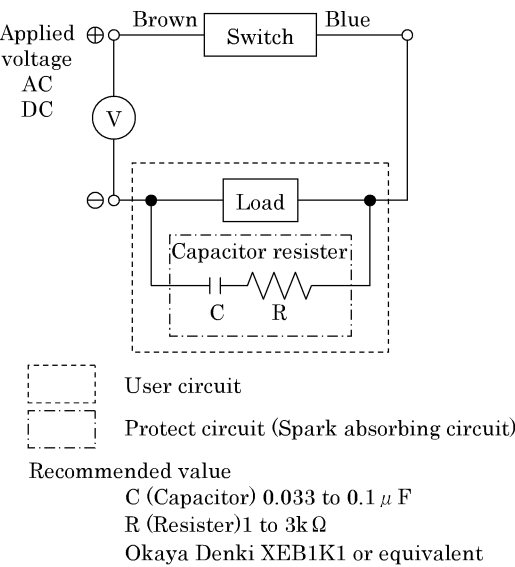 Applied
voltage
AC
DC
⊕
Brown
Switch
Blue
V
⊖
Load
Capacitor resister
C
R
User circuit
Protect circuit (Spark absorbing circuit)
Recommended value
C (Capacitor) 0.033 to 0.1 μ F
R (Resister)1 to 3kΩ
Okaya Denki XEB1K1 or equivalent